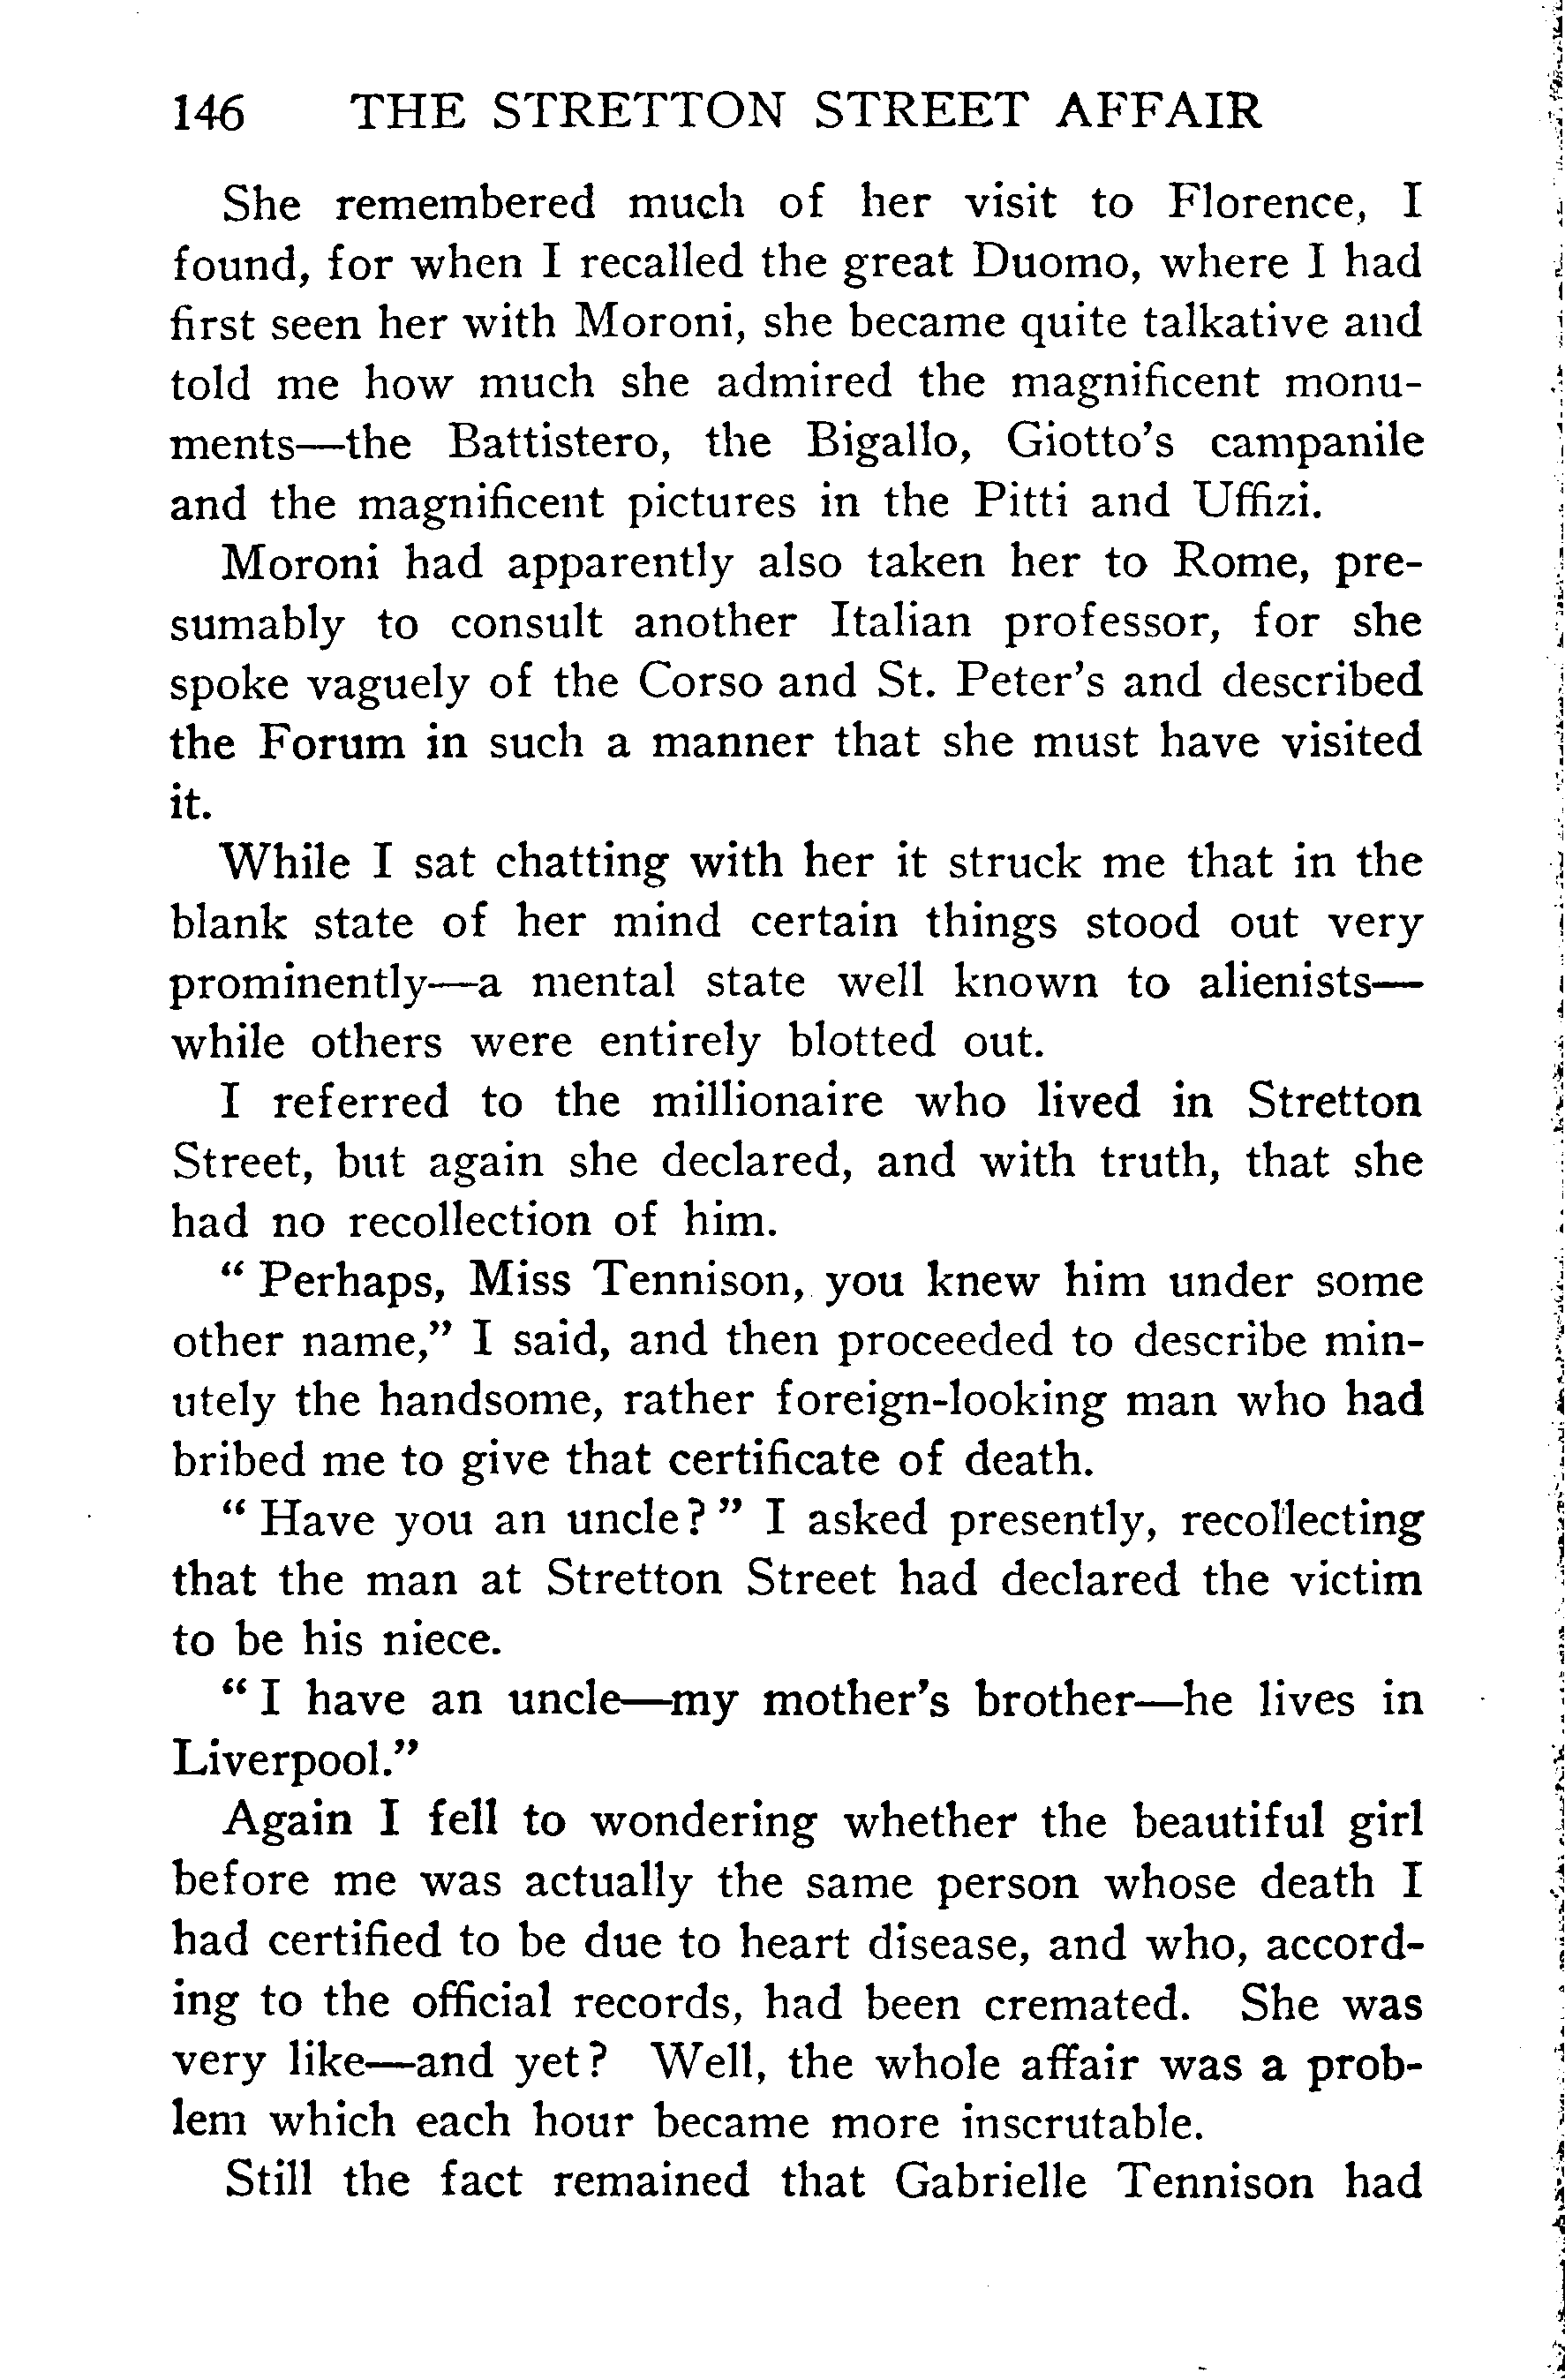 146 THE STRETTON STREET AFFAIR
She remembered much of her visit to Florence, I
found, for when I recalled the great Duomo, where I had
first seen her with Moroni, she became quite talkative and
told me how much she admired the magnificent monu-
ments—the Battistero, the Bigallo, Giotto's campanile
and the magnificent pictures in the Pitti and Uffizi.
Moroni had apparently also taken her to Rome, pre-
sumably to consult another Italian professor, for she
spoke vaguely of the Corso and St. Peter's and described
the Forum in such a manner that she must have visited
it.
While I sat chatting with her it struck me that in the
blank state of her mind certain things stood out very
prominently—a mental state well known to alienists—
while others were entirely blotted out.
I referred to the millionaire who lived in Stretton
Street, but again she declared, and with truth, that she
had no recollection of him.
“ Perhaps, Miss Tennison, you knew him under some
other name,” I said, and then proceeded to describe min-
utely the handsome, rather foreign-looking man who had
bribed me to give that certificate of death.
“ Have you an uncle? ” I asked presently, recollecting
that the man at Stretton Street had declared the victim
to be his niece.
“ I have an uncle—my mother's brother—he lives in
Liverpool.”
Again I fell to wondering whether the beautiful girl
before me was actually the same person whose death I
had certified to be due to heart disease, and who, accord-
ing to the official records, had been cremated. She was
very like—and yet? Well, the whole affair was a prob-
lem which each hour became more inscrutable.
Still the fact remained that Gabrielle Tennison had